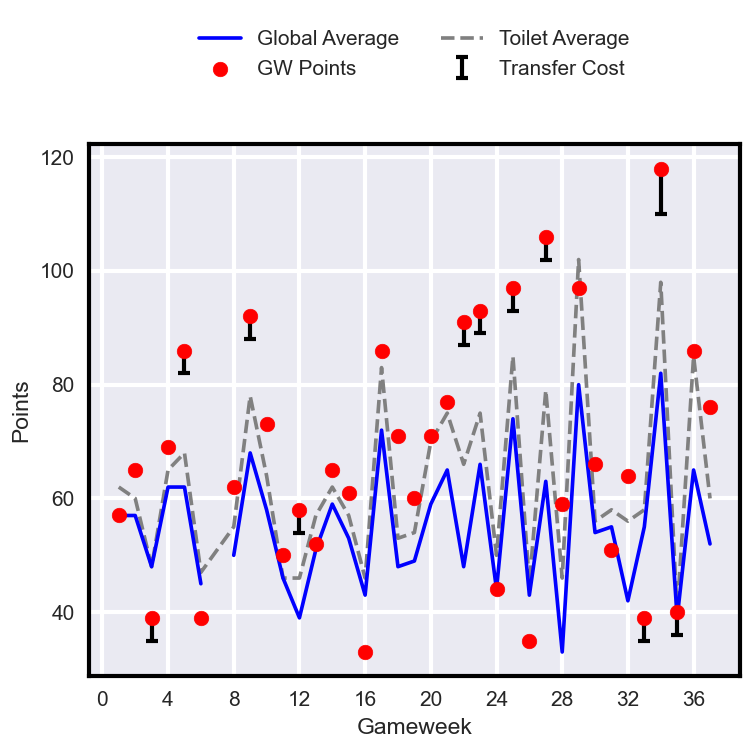 Global Average Toilet Average
GW Points Transfer Cost
120
100
80
60
40
Points
0 4 8 12 16 20 24 28 32 36
Gameweek